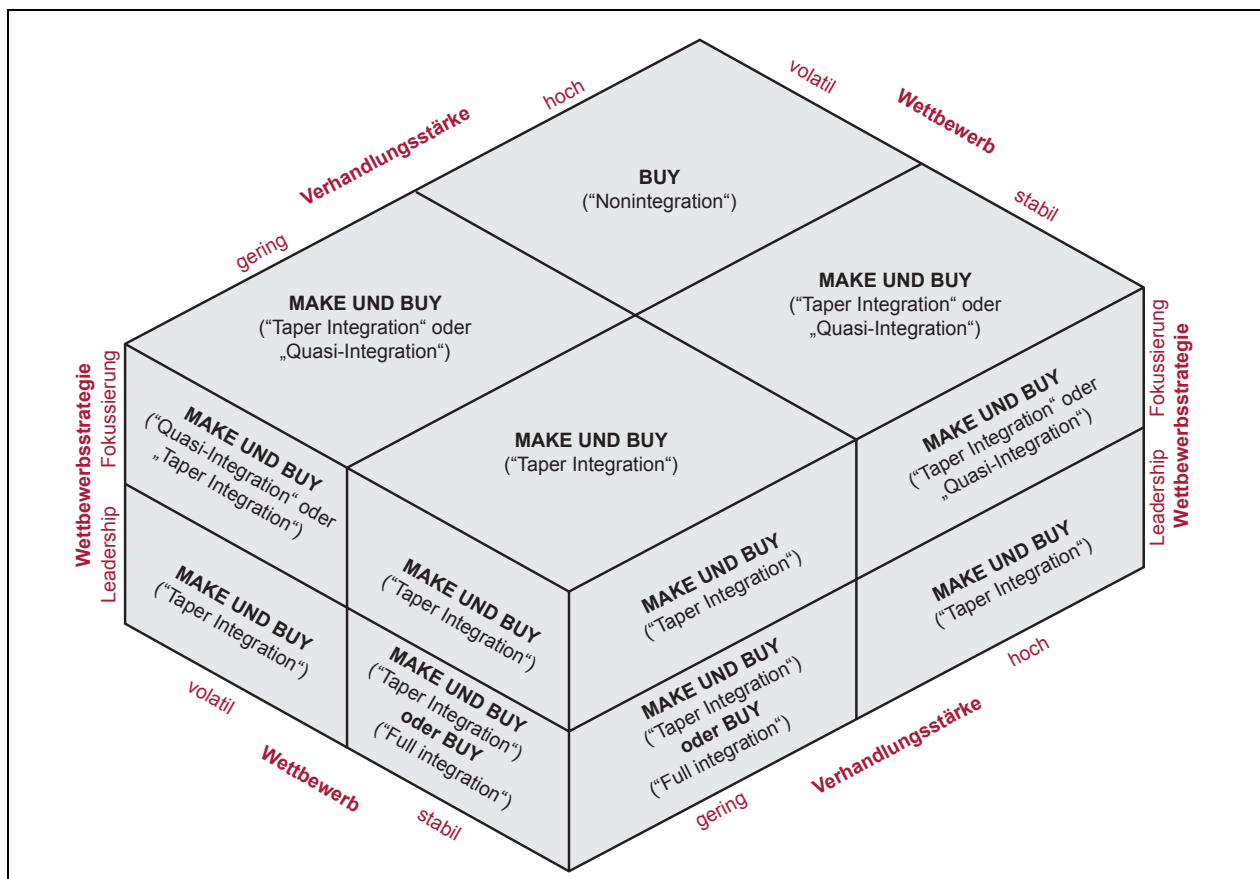 hoch
volatil
Verhandlungsstärke
Wettbewerb
BUY
(“Nonintegration“)
gering
stabil
MAKE UND BUY
(“Taper Integration“ oder
„Quasi-Integration“)
MAKE UND BUY
(“Taper Integration“ oder
„Quasi-Integration“)
Wettbewerbsstrategie
Fokussierung
Leadership
MAKE UND BUY
(“Quasi-Integration“ oder
„Taper Integration“)
MAKE UND BUY
(“Taper Integration“)
MAKE UND BUY
(“Taper Integration“ oder
„Quasi-Integration“)
Fokussierung
Leadership
Wettbewerbsstrategie
MAKE UND BUY
(“Taper Integration“)
MAKE UND BUY
(“Taper Integration“)
MAKE UND BUY
(“Taper Integration“)
MAKE UND BUY
(“Taper Integration“)
MAKE UND BUY
(“Taper Integration“)
oder BUY
(“Full integration“)
MAKE UND BUY
(“Taper Integration“)
oder BUY
(“Full integration“)
volatil
Wettbewerb
stabil
gering
Verhandlungsstärke
hoch